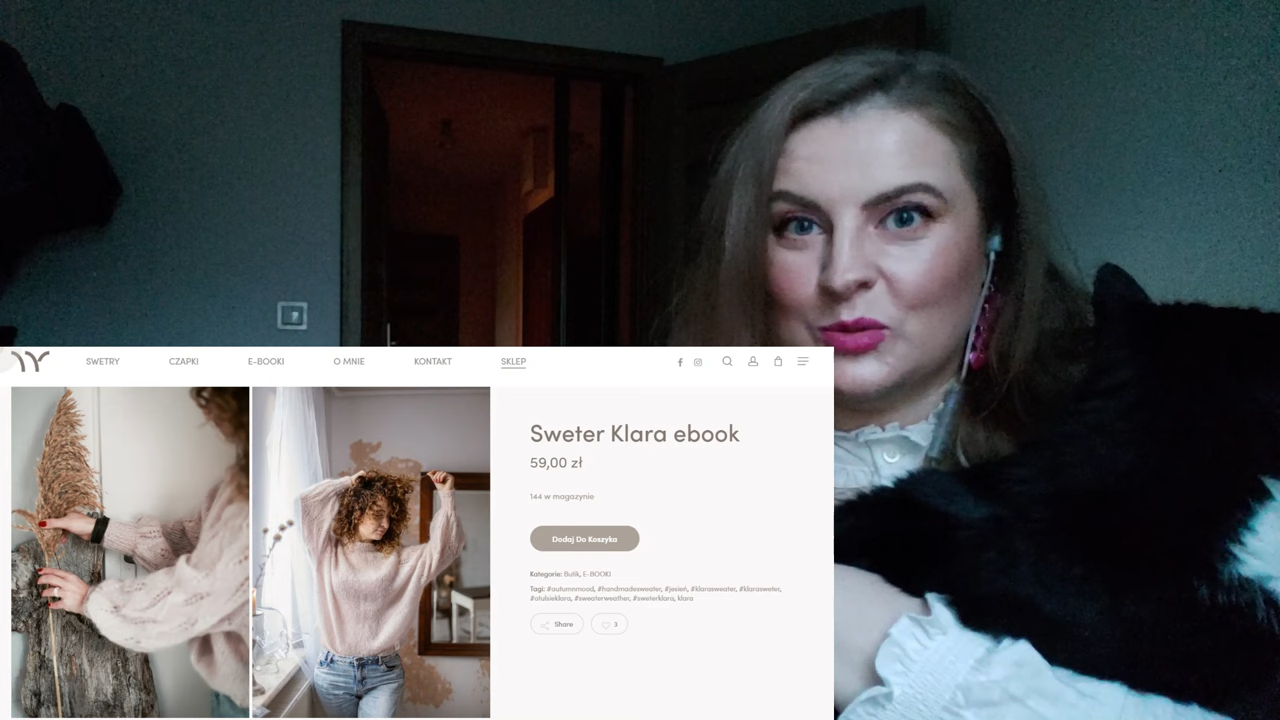 SWETRY
CZAPKI
E-BOOKI
O MNIE
KONTAKT
SKLEP
Sweter Klara ebook
59,00 zł
144 w magazynie
Dodaj Do Koszyka
Kategorie: Butik, E-BOOKI
Tagi: #autumnmood, #handmadesweater, #jesień, #klarasweater, #klarasweter,
#otulsieklara, #sweaterweather, #sweterklara, klara
Share
3